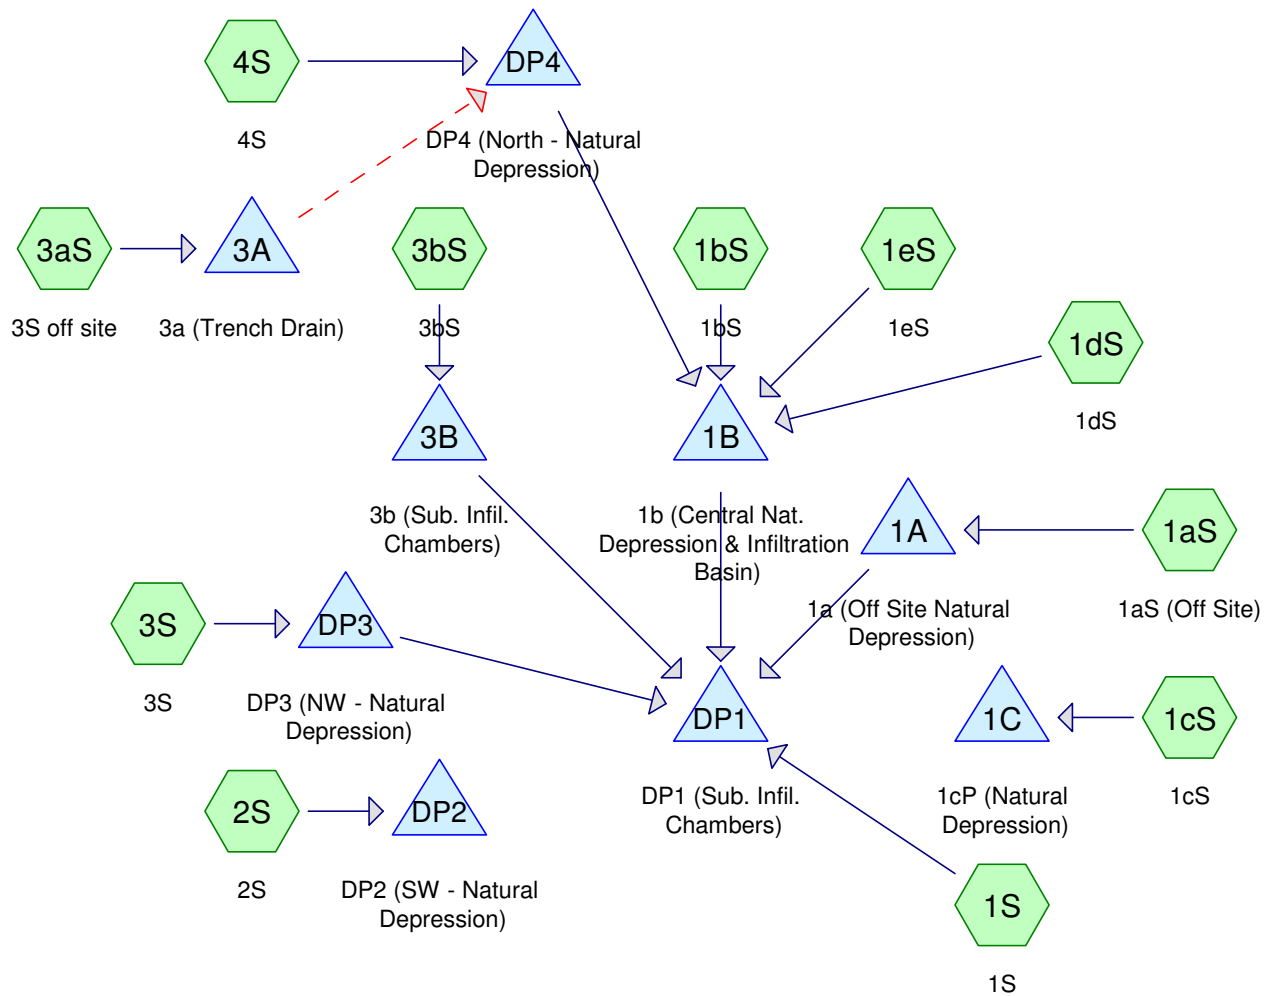 4S
DP4
4S
DP4 (North - Natural
Depression)
3aS
3A
3bS
1bS
1eS
3S off site
3a (Trench Drain)
3bS
1bS
1eS
1dS
1dS
3B
1B
3b (Sub. Infil.
Chambers)
1b (Central Nat.
Depression & Infiltration
Basin)
1A
1aS
1a (Off Site Natural
Depression)
1aS (Off Site)
3S
DP3
3S
DP3 (NW - Natural
Depression)
DP1
1C
1cS
DP1 (Sub. Infil.
Chambers)
1cP (Natural
Depression)
1cS
2S
DP2
2S
DP2 (SW - Natural
Depression)
1S
1S